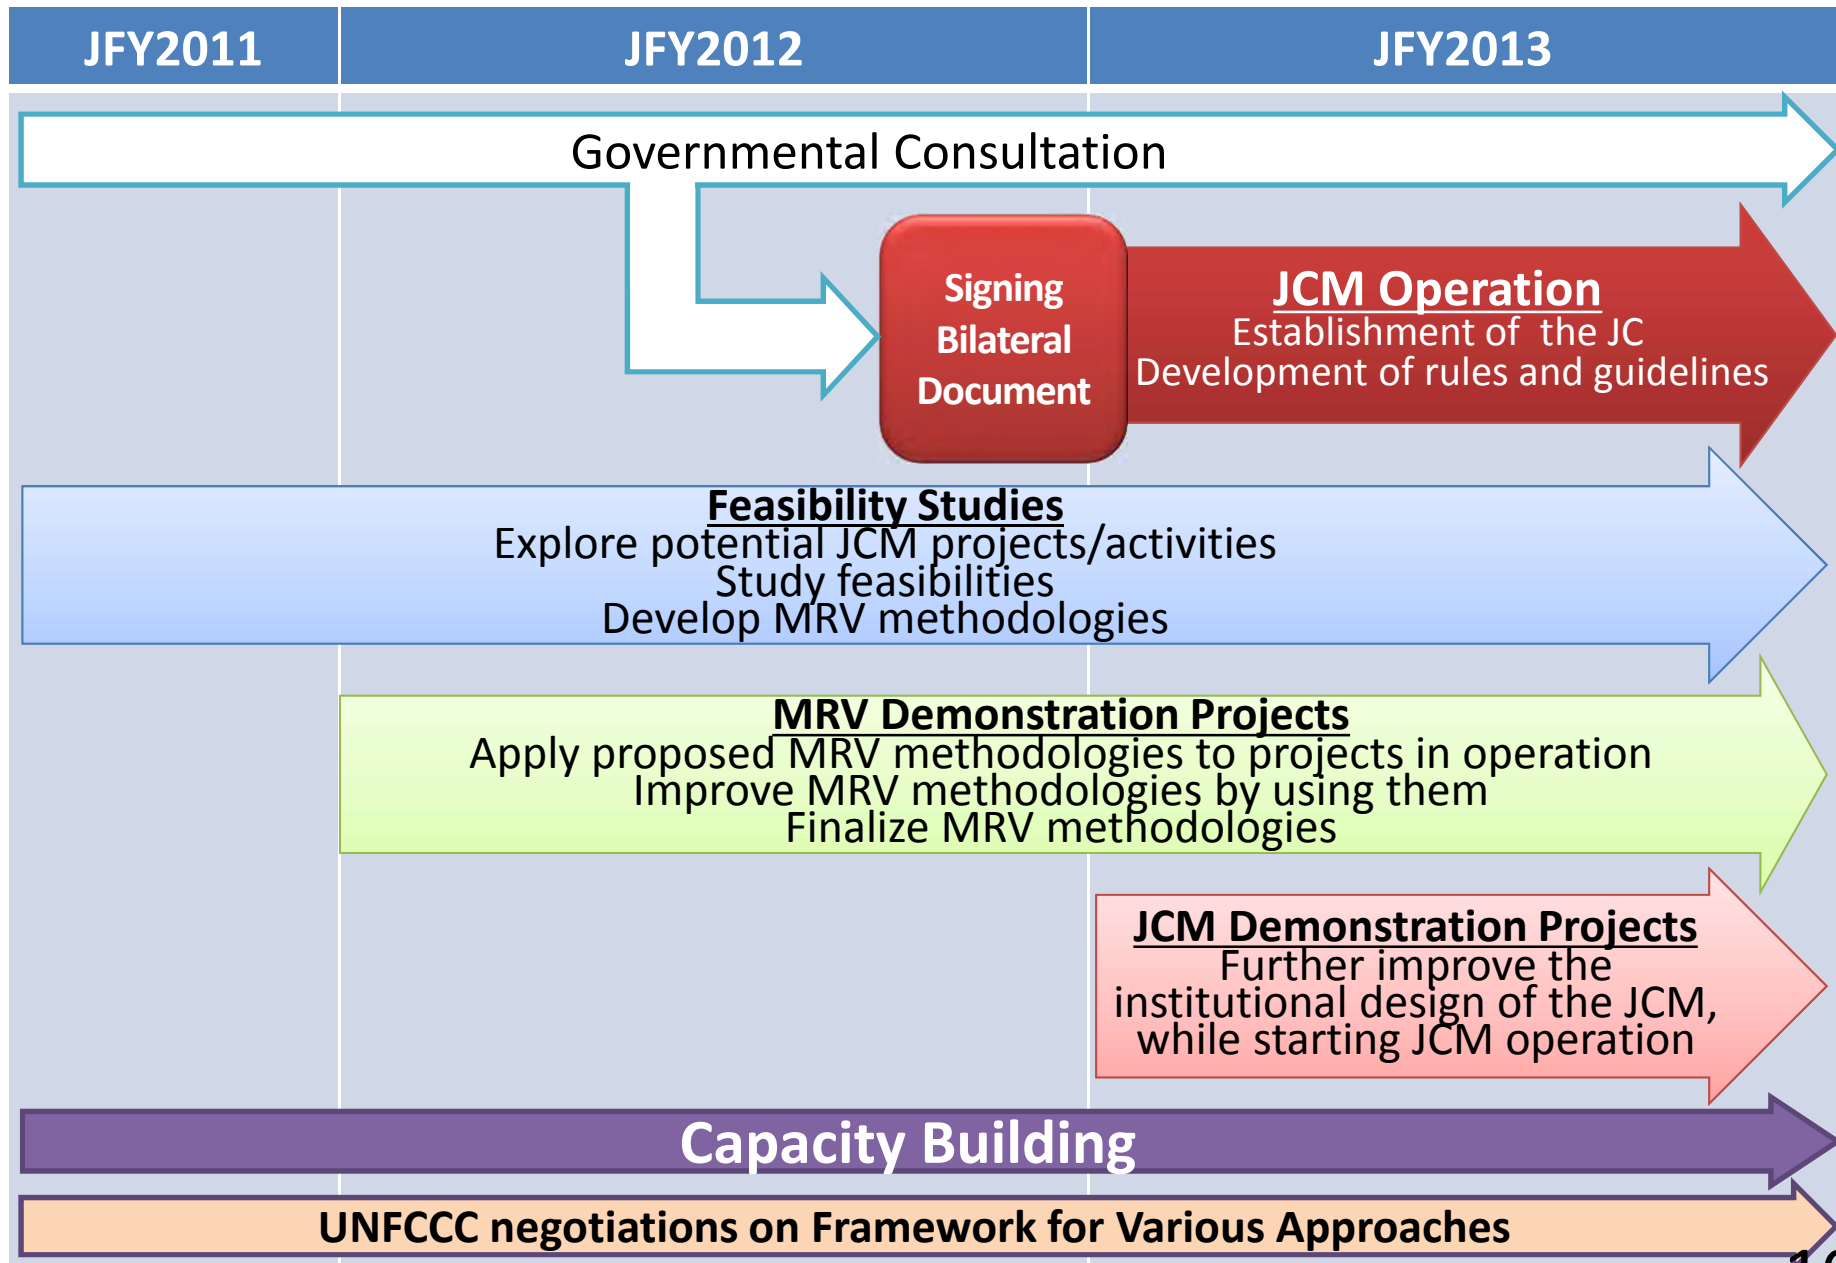 JFY2011 JFY2012 JFY2013
Governmental Consultation
Signing
Bilateral
Document
JCM Operation
Establishment of the JC
Development of rules and guidelines
Feasibility Studies
Explore potential JCM projects/activities
Study feasibilities
Develop MRV methodologies
MRV Demonstration Projects
Apply proposed MRV methodologies to projects in operation
Improve MRV methodologies by using them
Finalize MRV methodologies
JCM Demonstration Projects
Further improve the
institutional design of the JCM,
while starting JCM operation
Capacity Building
UNFCCC negotiations on Framework for Various Approaches